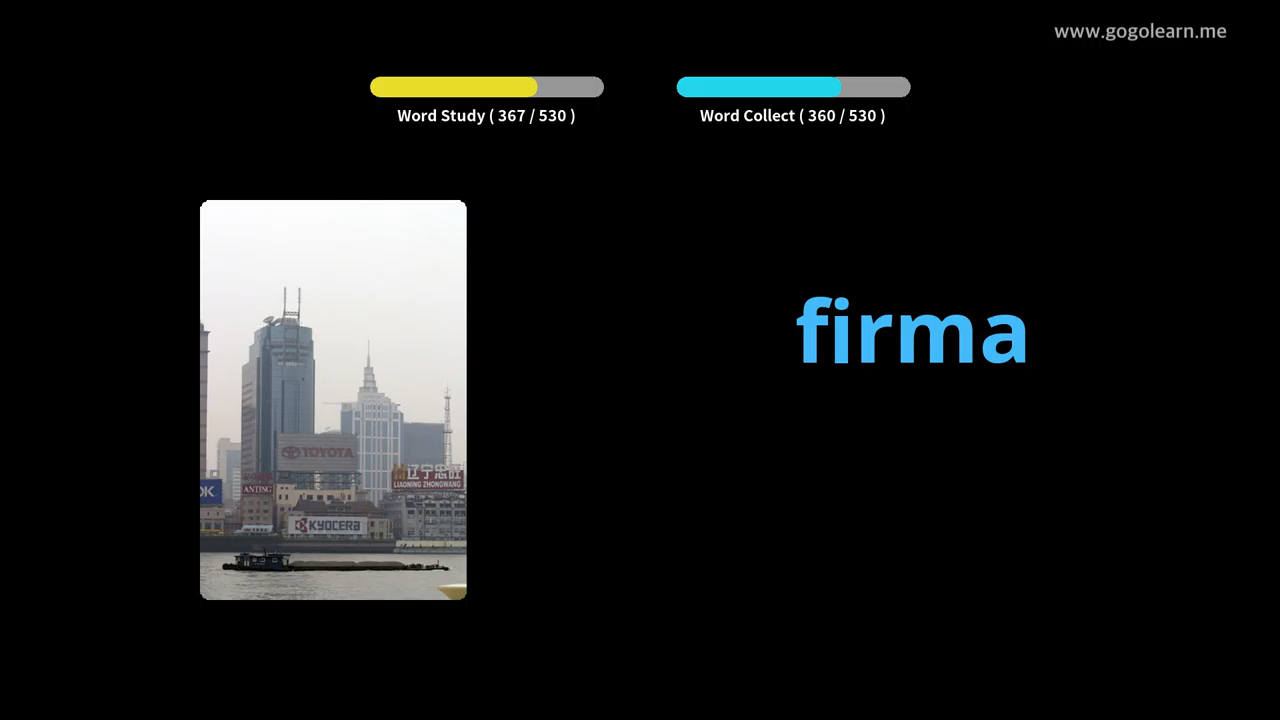 www.gogolearn.me
Word Study ( 367 / 530 )
Word Collect ( 360 / 530 )
firma
TOYOTA
辽宁忠旺
LIAONING ZHONGWANG
OK
ANTING
KYOCERA